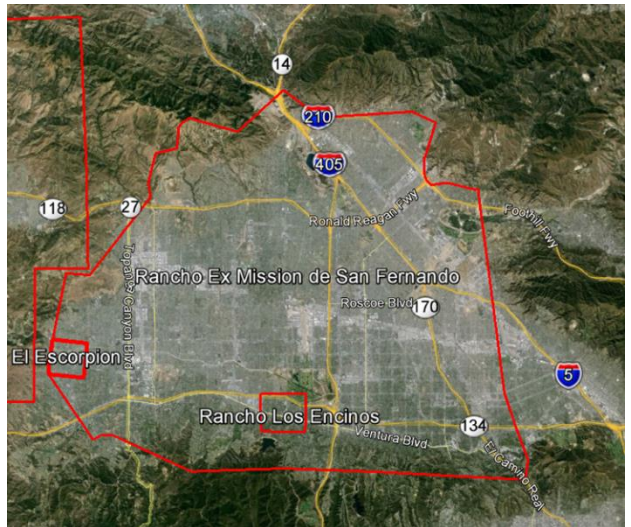 14
210
405
118
27
Ronald Reagan Fwy
Foothill Fwy
Topanga Canyon Blvd
Rancho Ex Mission de San Fernando
Roscoe Blvd
170
El Escorpion
5
Rancho Los Encinos
134
Ventura Blvd
El Camino Real